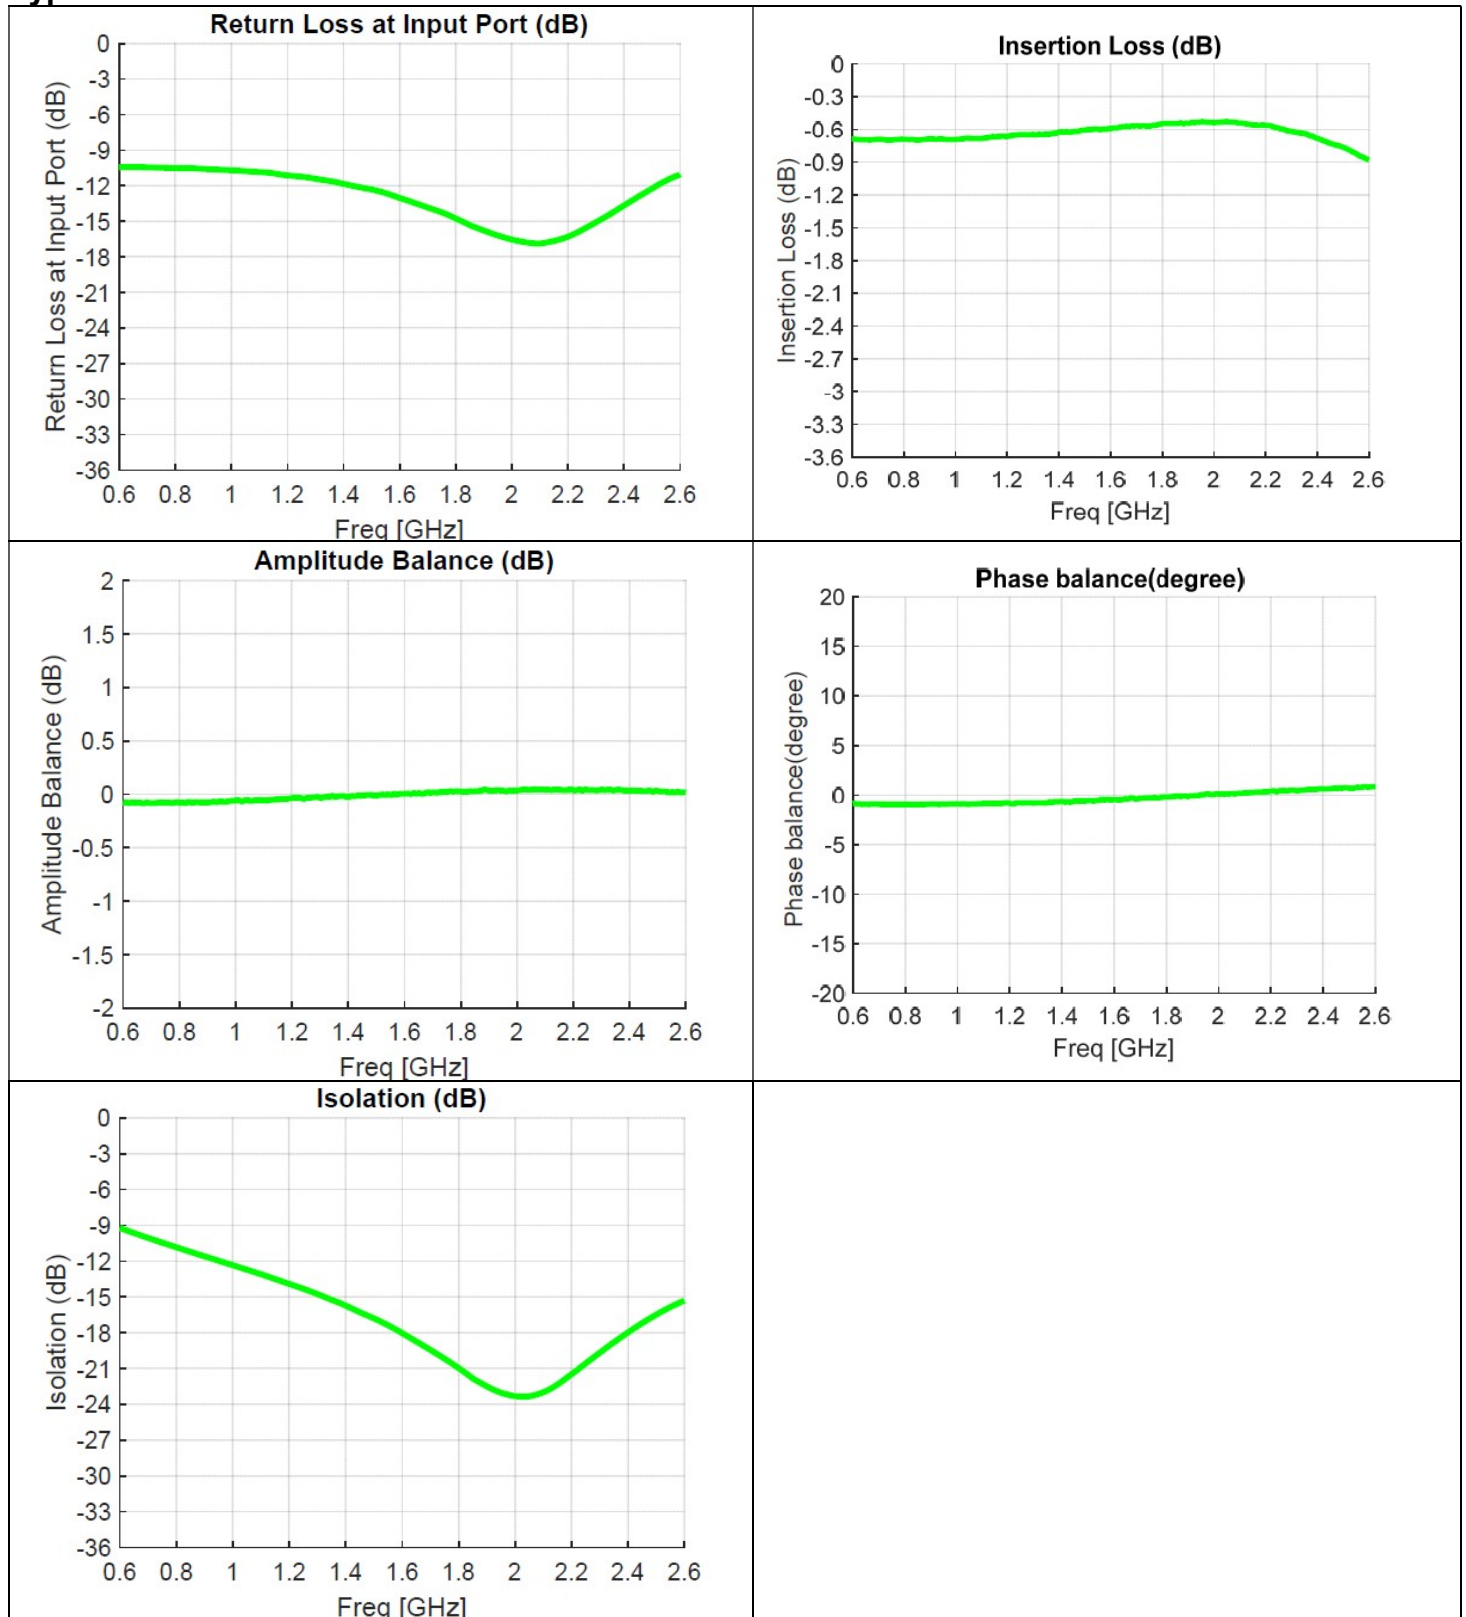 Return Loss at Input Port (dB)
Return Loss at Input Port (dB)
0
-3
-6
-9
-12
-15
-18
-21
-24
-27
-30
-33
-36
0.6 0.8 1 1.2 1.4 1.6 1.8 2 2.2 2.4 2.6
Freq [GHz]
Insertion Loss (dB)
Insertion Loss (dB)
0
-0.3
-0.6
-0.9
-1.2
-1.5
-1.8
-2.1
-2.4
-2.7
-3
-3.3
-3.6
0.6 0.8 1 1.2 1.4 1.6 1.8 2 2.2 2.4 2.6
Freq [GHz]
Amplitude Balance (dB)
Amplitude Balance (dB)
2
1.5
1
0.5
0
-0.5
-1
-1.5
-2
0.6 0.8 1 1.2 1.4 1.6 1.8 2 2.2 2.4 2.6
Freq [GHz]
Phase balance(degree)
Phase balance(degree)
20
15
10
5
0
-5
-10
-15
-20
0.6 0.8 1 1.2 1.4 1.6 1.8 2 2.2 2.4 2.6
Freq [GHz]
Isolation (dB)
Isolation (dB)
0
-3
-6
-9
-12
-15
-18
-21
-24
-27
-30
-33
-36
0.6 0.8 1 1.2 1.4 1.6 1.8 2 2.2 2.4 2.6
Freq [GHz]